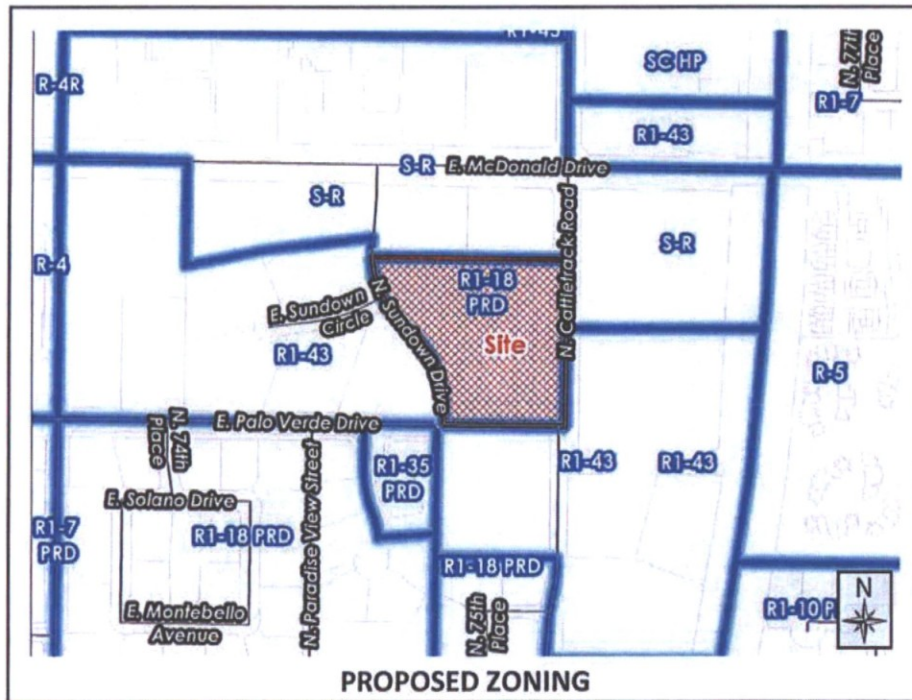 R1-43
SC HP
N. 77th
Place
R-4R
R1-7
R1-43
S-R
E. McDonald Drive
S-R
S-R
R-4
R1-18
PRD
N. Cattletrack Road
N. Sundown Drive
E. Sundown
Circle
Site
R1-43
R-5
E. Palo Verde Drive
N. 74th
Place
R1-35
PRD
R1-43
R1-43
E. Solano Drive
N. Paradise View Street
R1-7
PRD
R1-18 PRD
R1-18 PRD
E. Montebello
Avenue
N. 75th
Place
R1-10 P
N
PROPOSED ZONING